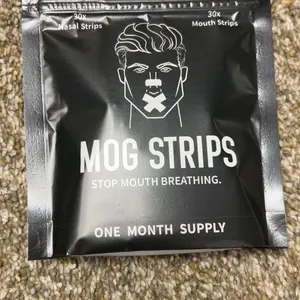 30x 30x
Nasal Strips Mouth Strips
MOG STRIPS
STOP MOUTH BREATHING.
ONE MONTH SUPPLY